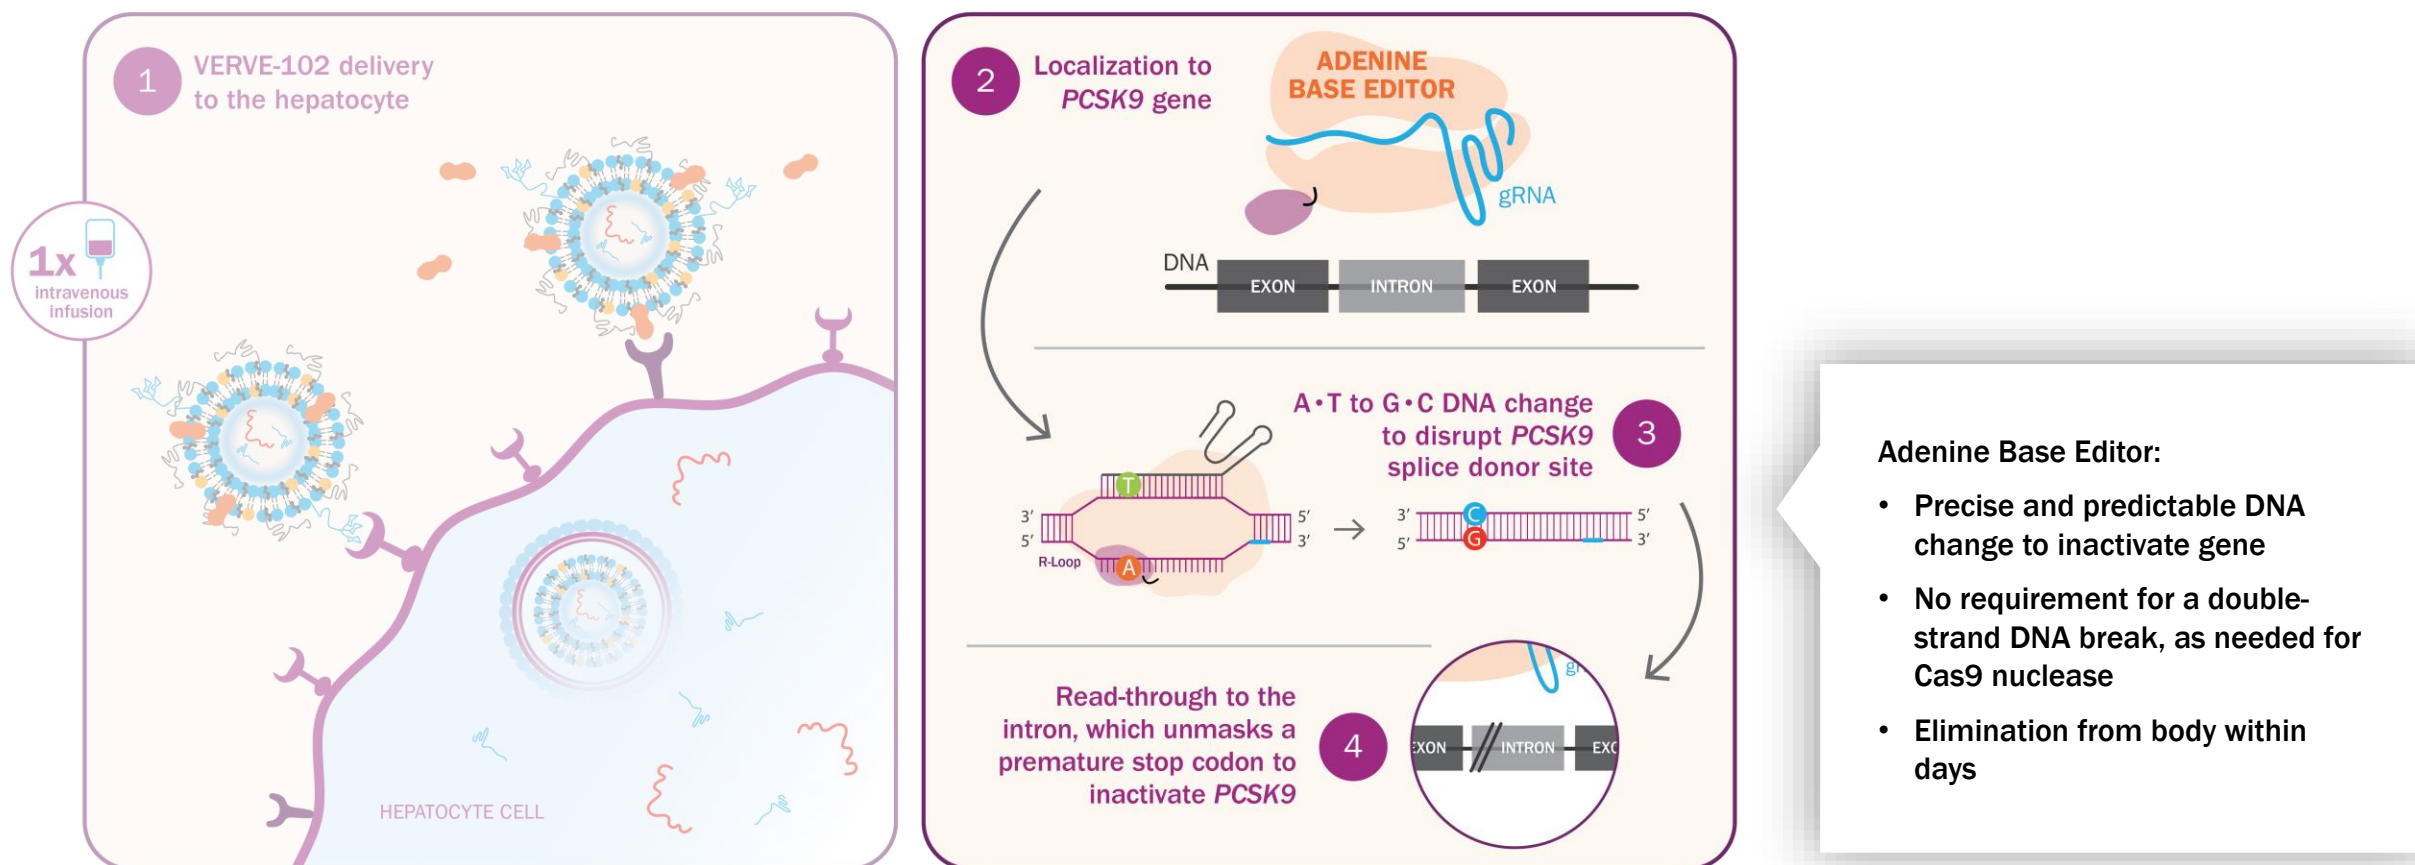 1
VERVE-102 delivery
to the hepatocyte
1x
intravenous
infusion
HEPATOCYTE CELL
2
Localization to
PCSK9 gene
ADENINE
BASE EDITOR
gRNA
DNA
EXON
INTRON
EXON
A•T to G•C DNA change
to disrupt PCSK9
splice donor site
3
T
3′
5′
5′
3′
R-Loop
A
3′
5′
C
G
5′
3′
Read-through to the
intron, which unmasks a
premature stop codon to
inactivate PCSK9
4
gR
EXON
INTRON
EXO
Adenine Base Editor:
• Precise and predictable DNA
change to inactivate gene
• No requirement for a double-
strand DNA break, as needed for
Cas9 nuclease
• Elimination from body within
days